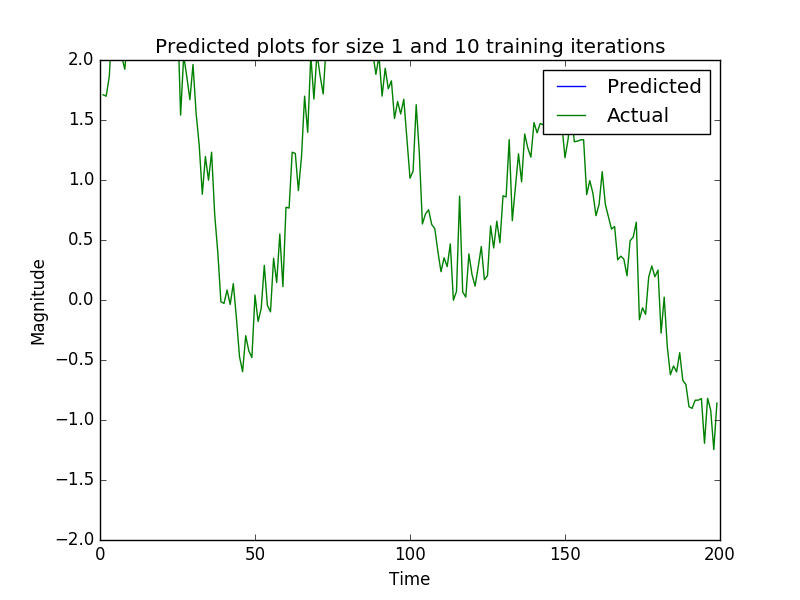 Predicted plots for size 1 and 10 training iterations
2.0
1.5
1.0
0.5
0.0
−0.5
−1.0
−1.5
−2.0
Magnitude
Predicted
Actual
0 50 100 150 200
Time